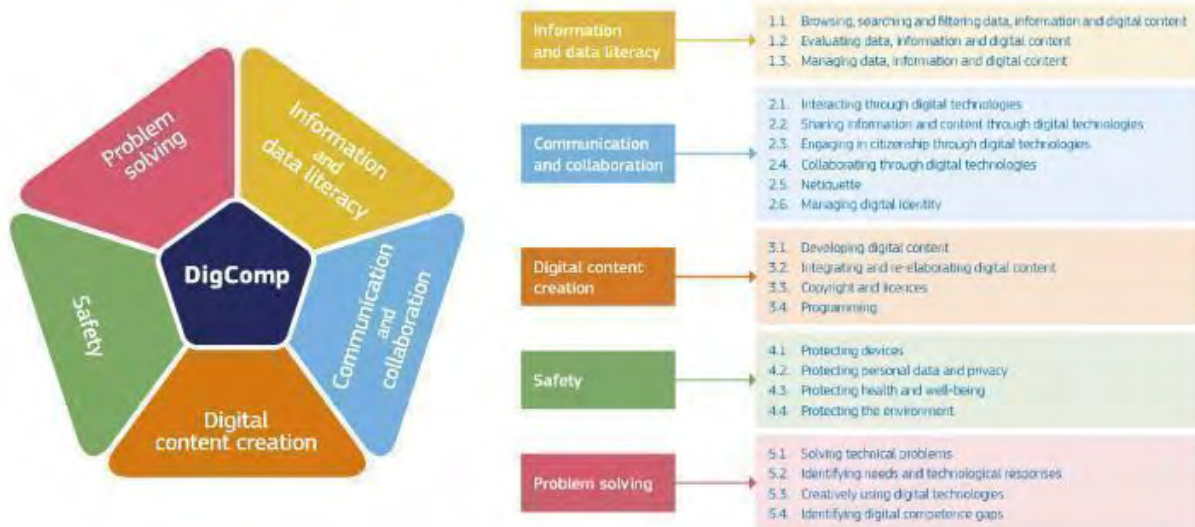 Problem
solving
Information
and
data literacy
Safety
DigComp
Communication
and
collaboration
Digital
content creation
Information
and data literacy
1.1. Browsing, searching and filtering data, information and digital content
1.2. Evaluating data, information and digital content
1.3. Managing data, information and digital content
Communication
and collaboration
2.1. Interacting through digital technologies
2.2. Sharing information and content through digital technologies
2.3. Engaging in citizenship through digital technologies
2.4. Collaborating through digital technologies
2.5. Netiquette
2.6. Managing digital identity
Digital content
creation
3.1. Developing digital content
3.2. Integrating and re-elaborating digital content
3.3. Copyright and licences
3.4. Programming
Safety
4.1 Protecting devices
4.2. Protecting personal data and privacy
4.3. Protecting health and well-being
4.4 Protecting the environment
Problem solving
5.1 Solving technical problems
5.2 Identifying needs and technological responses
5.3. Creatively using digital technologies
5.4. Identifying digital competence gaps